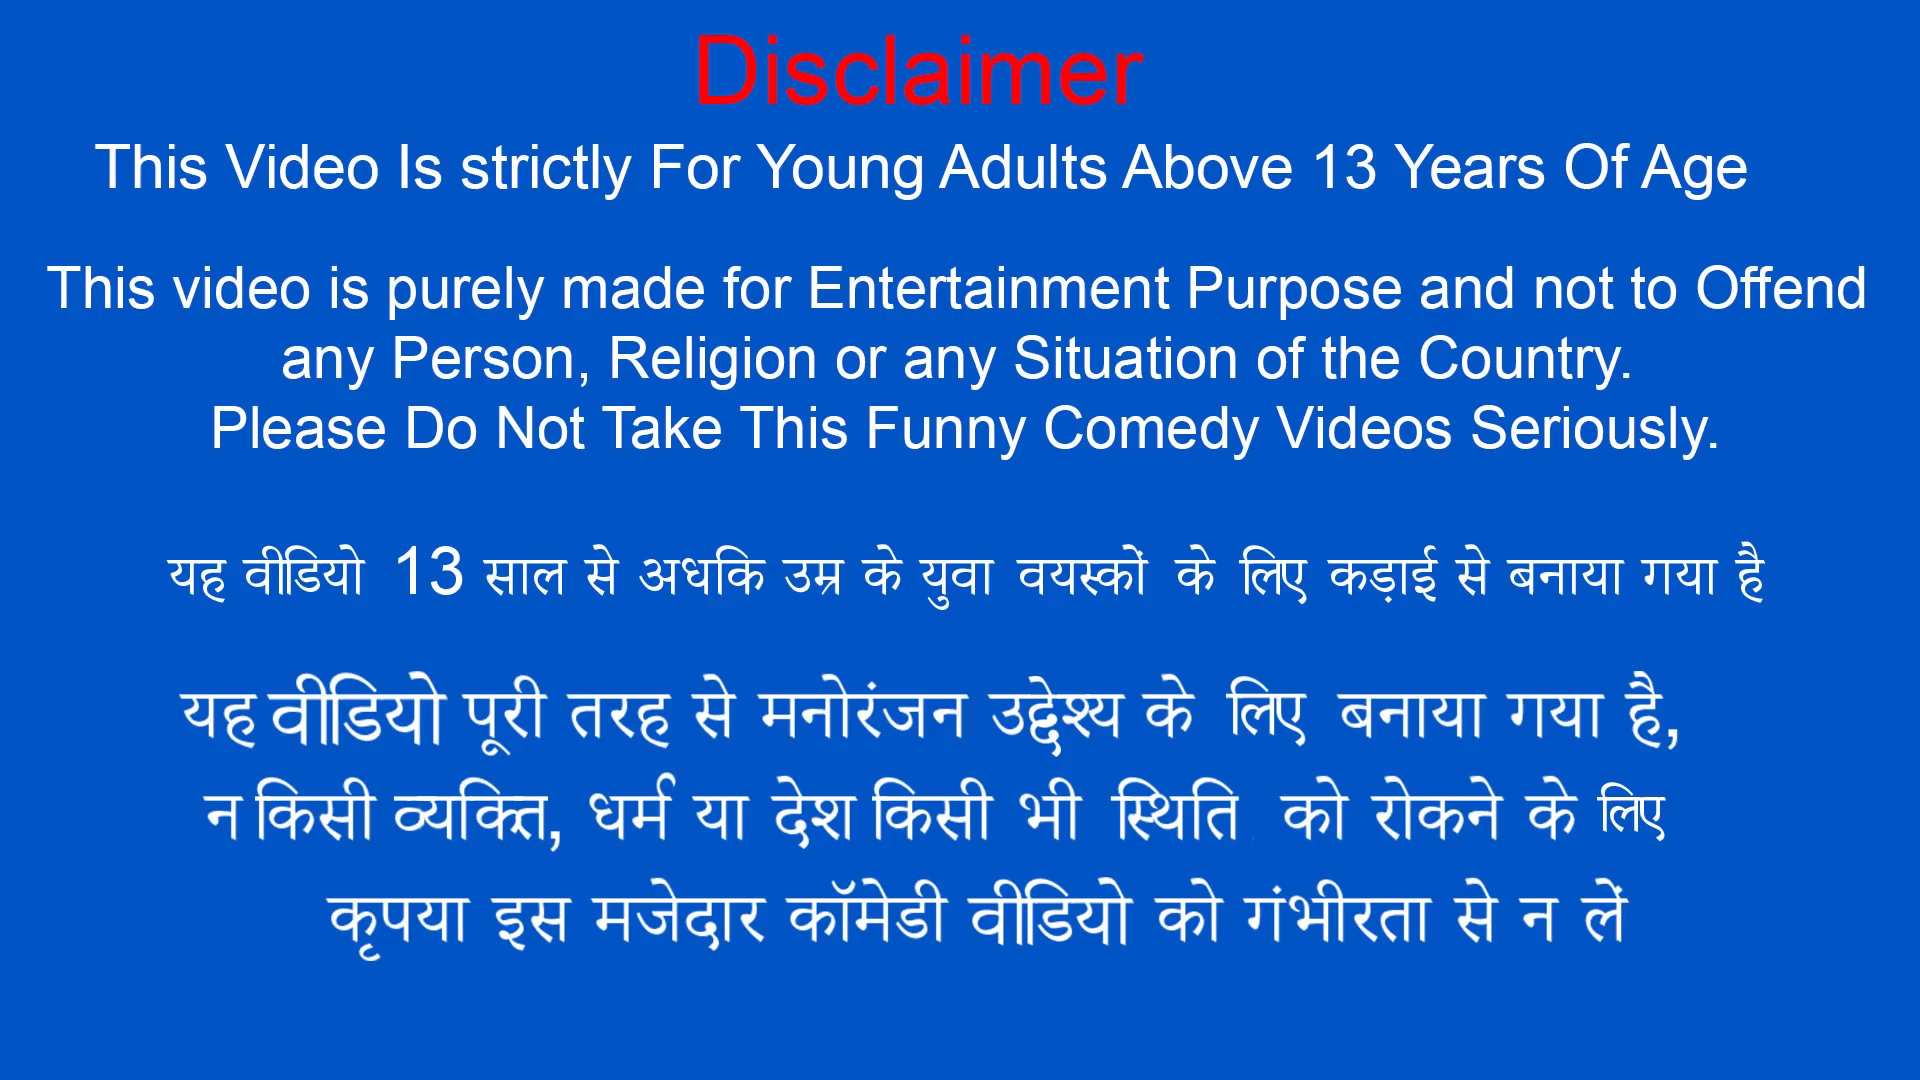 Disclaimer
This Video Is strictly For Young Adults Above 13 Years Of Age
This video is purely made for Entertainment Purpose and not to Offend
any Person, Religion or any Situation of the Country.
Please Do Not Take This Funny Comedy Videos Seriously.
यह वीडियो 13 साल से अधकि उम्र के युवा वयस्कों के लिए कड़ाई से बनाया गया है
यह वीडियो पूरी तरह से मनोरंजन उद्देश्य के लिए बनाया गया है,
न किसी व्यक्ति, धर्म या देश किसी भी स्थिति को रोकने के लिए
कृपया इस मजेदार कॉमेडी वीडियो को गंभीरता से न लें